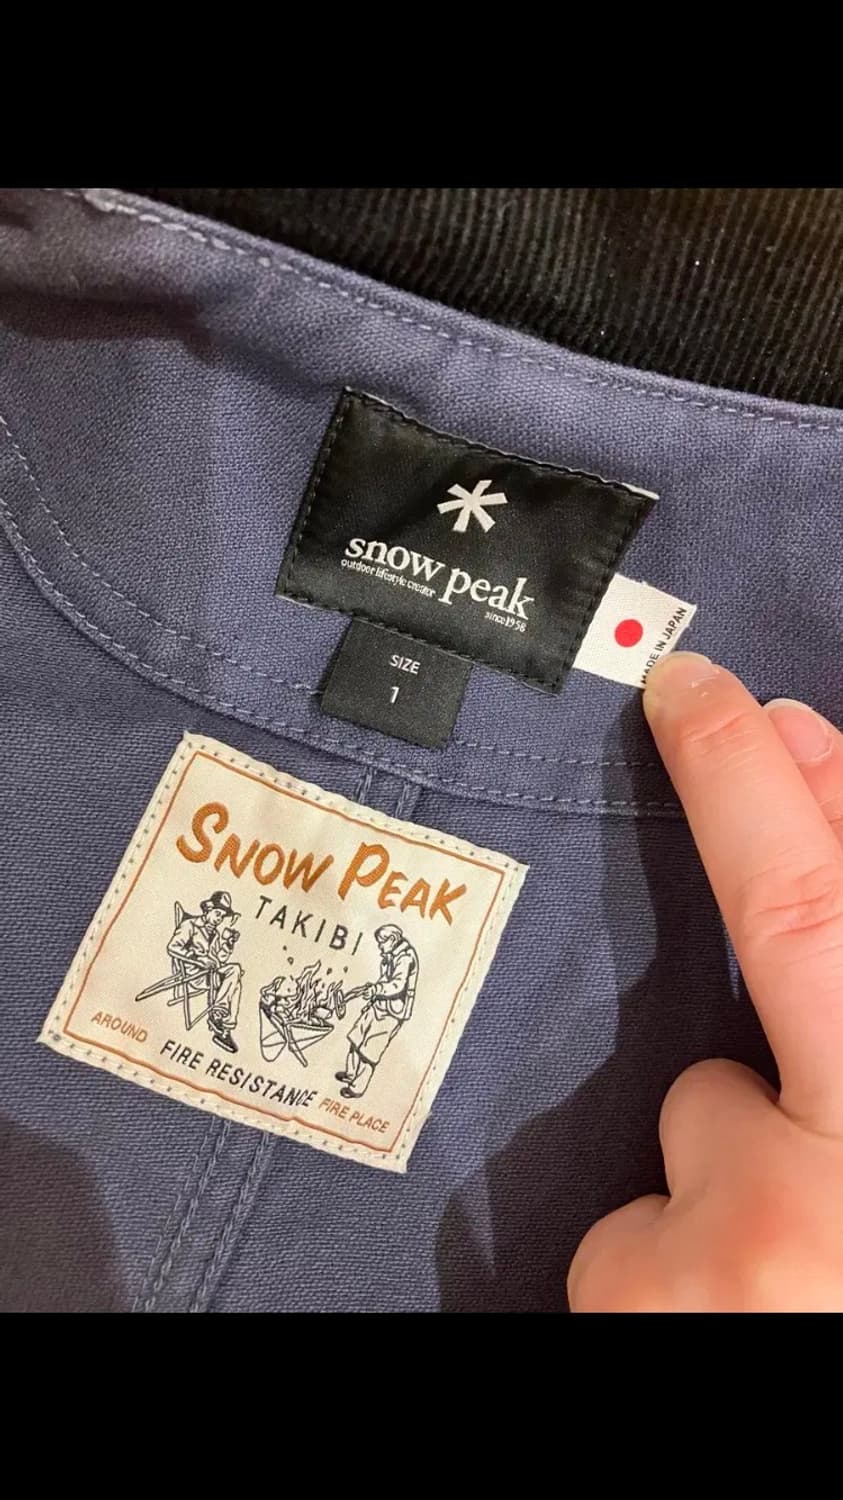 snow peak
outdoor lifestyle creator
since1958
MADE IN JAPAN
SIZE
1
SNOW PEAK
TAKIBI
AROUND FIRE RESISTANCE FIRE PLACE